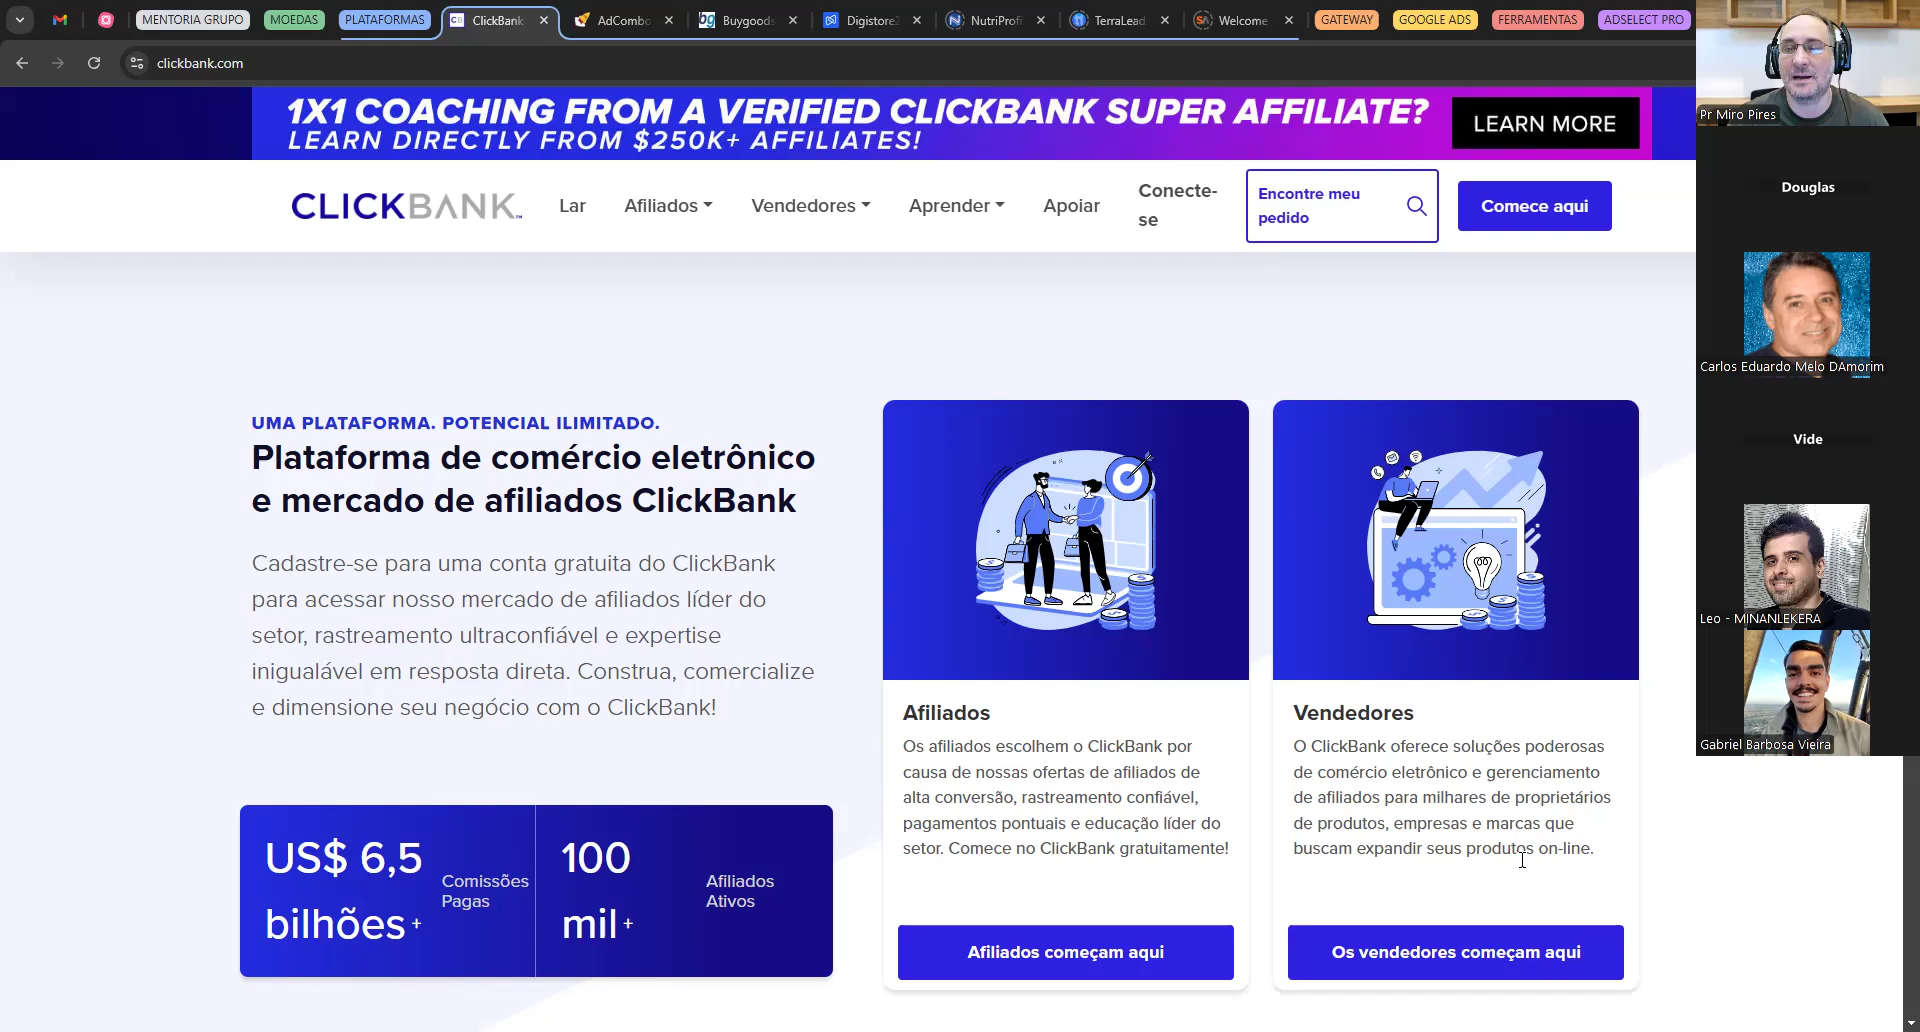 MENTORIA GRUPO
MOEDAS
PLATAFORMAS
ClickBank
AdCombo
Buygoods
Digistore2
NutriProfi
TerraLead
Welcome
GATEWAY
GOOGLE ADS
FERRAMENTAS
ADSELECT PRO
clickbank.com
1X1 COACHING FROM A VERIFIED CLICKBANK SUPER AFFILIATE?
LEARN DIRECTLY FROM $250K+ AFFILIATES!
LEARN MORE
CLICKBANK
Lar
Afiliados
Vendedores
Aprender
Apoiar
Conecte-
se
Encontre meu
pedido
Comece aqui
UMA PLATAFORMA. POTENCIAL ILIMITADO.
Plataforma de comércio eletrônico
e mercado de afiliados ClickBank
Cadastre-se para uma conta gratuita do ClickBank
para acessar nosso mercado de afiliados líder do
setor, rastreamento ultraconfiável e expertise
inigualável em resposta direta. Construa, comercialize
e dimensione seu negócio com o ClickBank!
US$ 6,5
bilhões+
Comissões
Pagas
100
mil+
Afiliados
Ativos
Afiliados
Os afiliados escolhem o ClickBank por
causa de nossas ofertas de afiliados de
alta conversão, rastreamento confiável,
pagamentos pontuais e educação líder do
setor. Comece no ClickBank gratuitamente!
Afiliados começam aqui
Vendedores
O ClickBank oferece soluções poderosas
de comércio eletrônico e gerenciamento
de afiliados para milhares de proprietários
de produtos, empresas e marcas que
buscam expandir seus produtos on-line.
Os vendedores começam aqui
Pr Miro Pires
Douglas
Carlos Eduardo Melo DAmorim
Vide
Leo - MINANLEKERA
Gabriel Barbosa Vieira